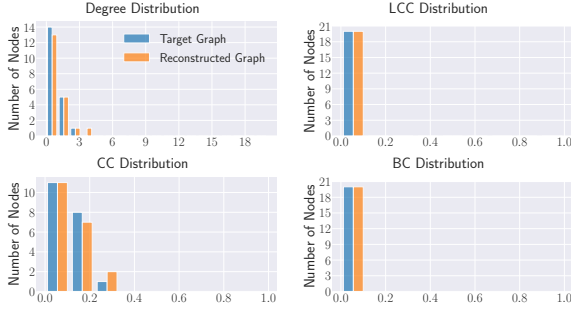 Degree Distribution
Number of Nodes
14
12
10
8
6
4
2
0
0 3 6 9 12 15 18
Target Graph
Reconstructed Graph
LCC Distribution
Number of Nodes
21
18
15
12
9
6
3
0
0.0 0.2 0.4 0.6 0.8 1.0
CC Distribution
Number of Nodes
10
8
6
4
2
0
0.0 0.2 0.4 0.6 0.8 1.0
BC Distribution
Number of Nodes
21
18
15
12
9
6
3
0
0.0 0.2 0.4 0.6 0.8 1.0